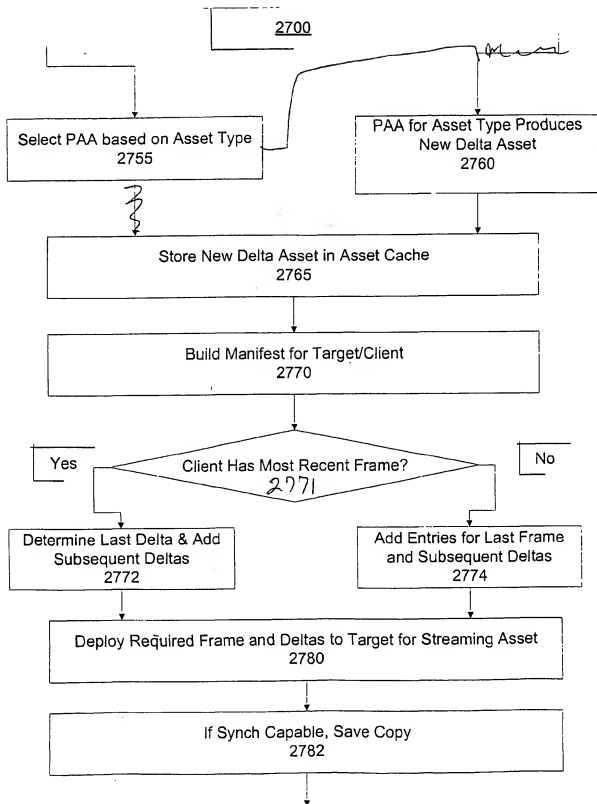 2700
Select PAA based on Asset Type
2755
PAA for Asset Type Produces
New Delta Asset
2760
Store New Delta Asset in Asset Cache
2765
Build Manifest for Target/Client
2770
Yes
Client Has Most Recent Frame?
2771
No
Determine Last Delta & Add
Subsequent Deltas
2772
Add Entries for Last Frame
and Subsequent Deltas
2774
Deploy Required Frame and Deltas to Target for Streaming Asset
2780
If Synch Capable, Save Copy
2782